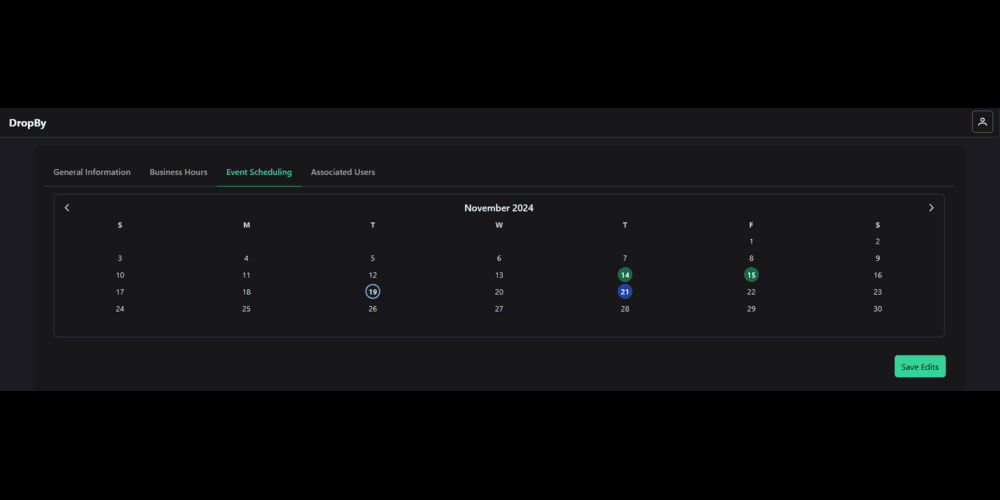 DropBy
General Information Business Hours Event Scheduling Associated Users
November 2024
S M T W T F S
1 2
3 4 5 6 7 8 9
10 11 12 13 14 15 16
17 18 19 20 21 22 23
24 25 26 27 28 29 30
Save Edits